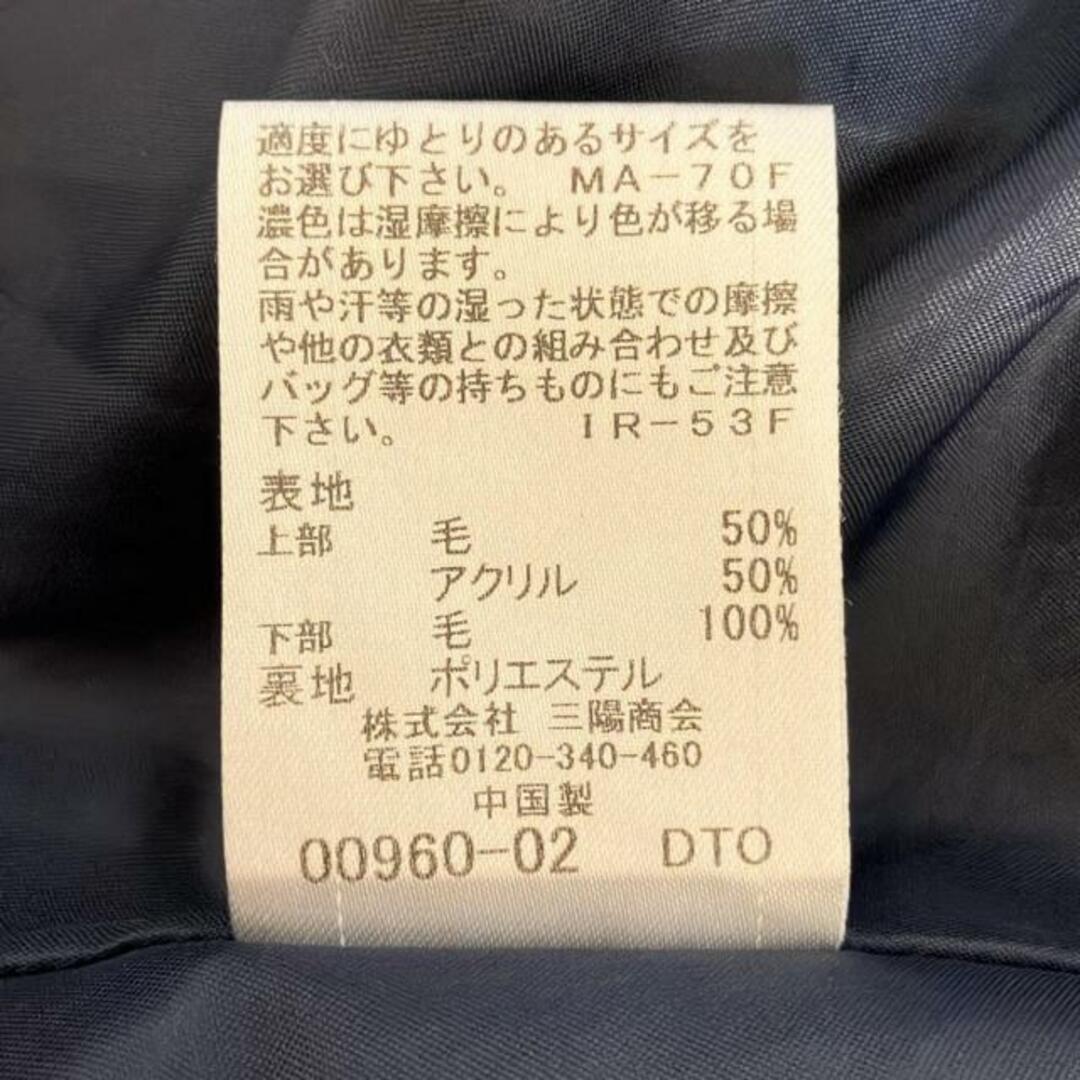 適度にゆとりのあるサイズを
お選び下さい。 MA-70F
濃色は湿摩擦により色が移る場
合があります。
雨や汗等の湿った状態での摩擦
や他の衣類との組み合わせ及び
バッグ等の持ちものにもご注意
下さい。 IR-53F
表地
上部 毛 50%
アクリル 50%
下部 毛 100%
裏地 ポリエステル
株式会社 三陽商会
電話0120-340-460
中国製
00960-02 DTO